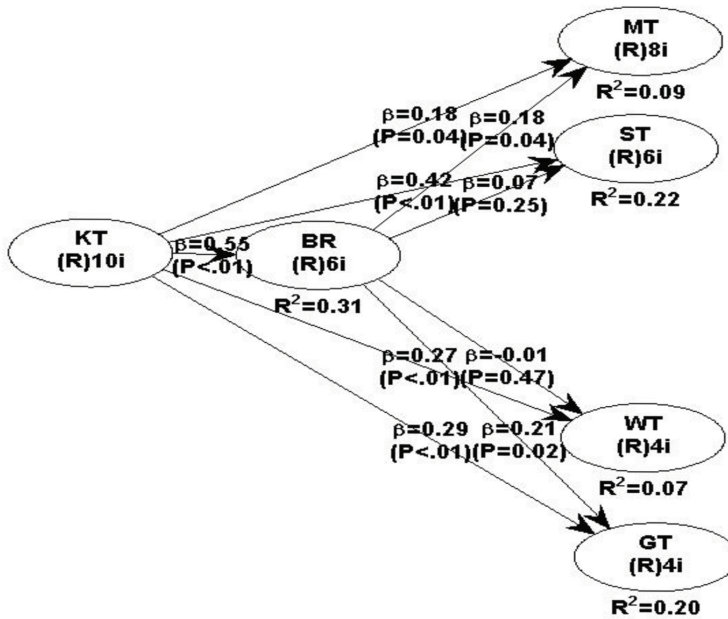 MT
(R)8i
R²=0.09
β=0.18
(P=0.04)
β=0.18
(P=0.04)
ST
(R)6i
R²=0.22
β=0.42
(P<.01)
β=0.07
(P=0.25)
KT
(R)10i
β=0.55
(P<.01)
BR
(R)6i
R²=0.31
β=0.27
(P<.01)
β=-0.01
(P=0.47)
WT
(R)4i
R²=0.07
β=0.29
(P<.01)
β=0.21
(P=0.02)
GT
(R)4i
R²=0.20